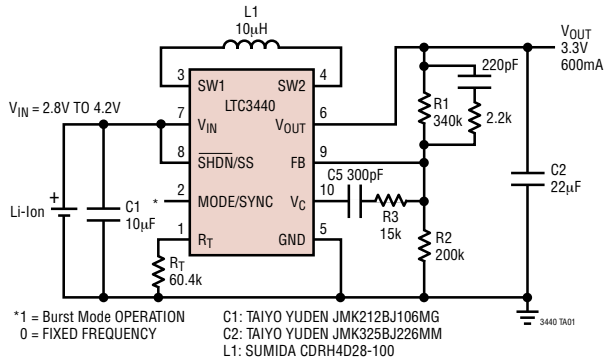 L1
10µH
3 SW1
SW2 4
LTC3440
VIN = 2.8V TO 4.2V
7 VIN
VOUT 6
8 SHDN/SS
FB 9
2 MODE/SYNC
VC 10
1 RT
GND 5
*
Li-Ion
+
C1
10µF
RT
60.4k
C5 300pF
R3
15k
R1
340k
220pF
2.2k
R2
200k
VOUT
3.3V
600mA
C2
22µF
*1 = Burst Mode OPERATION
0 = FIXED FREQUENCY
C1: TAIYO YUDEN JMK212BJ106MG
C2: TAIYO YUDEN JMK325BJ226MM
L1: SUMIDA CDRH4D28-100
3440 TA01